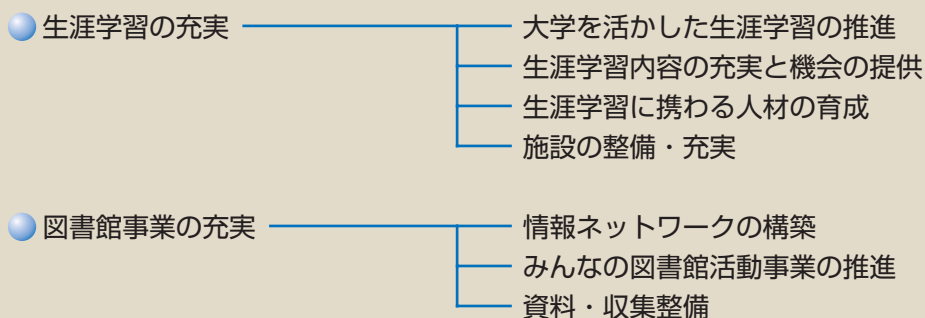 生涯学習の充実
大学を活かした生涯学習の推進
生涯学習内容の充実と機会の提供
生涯学習に携わる人材の育成
施設の整備・充実
図書館事業の充実
情報ネットワークの構築
みんなの図書館活動事業の推進
資料・収集整備